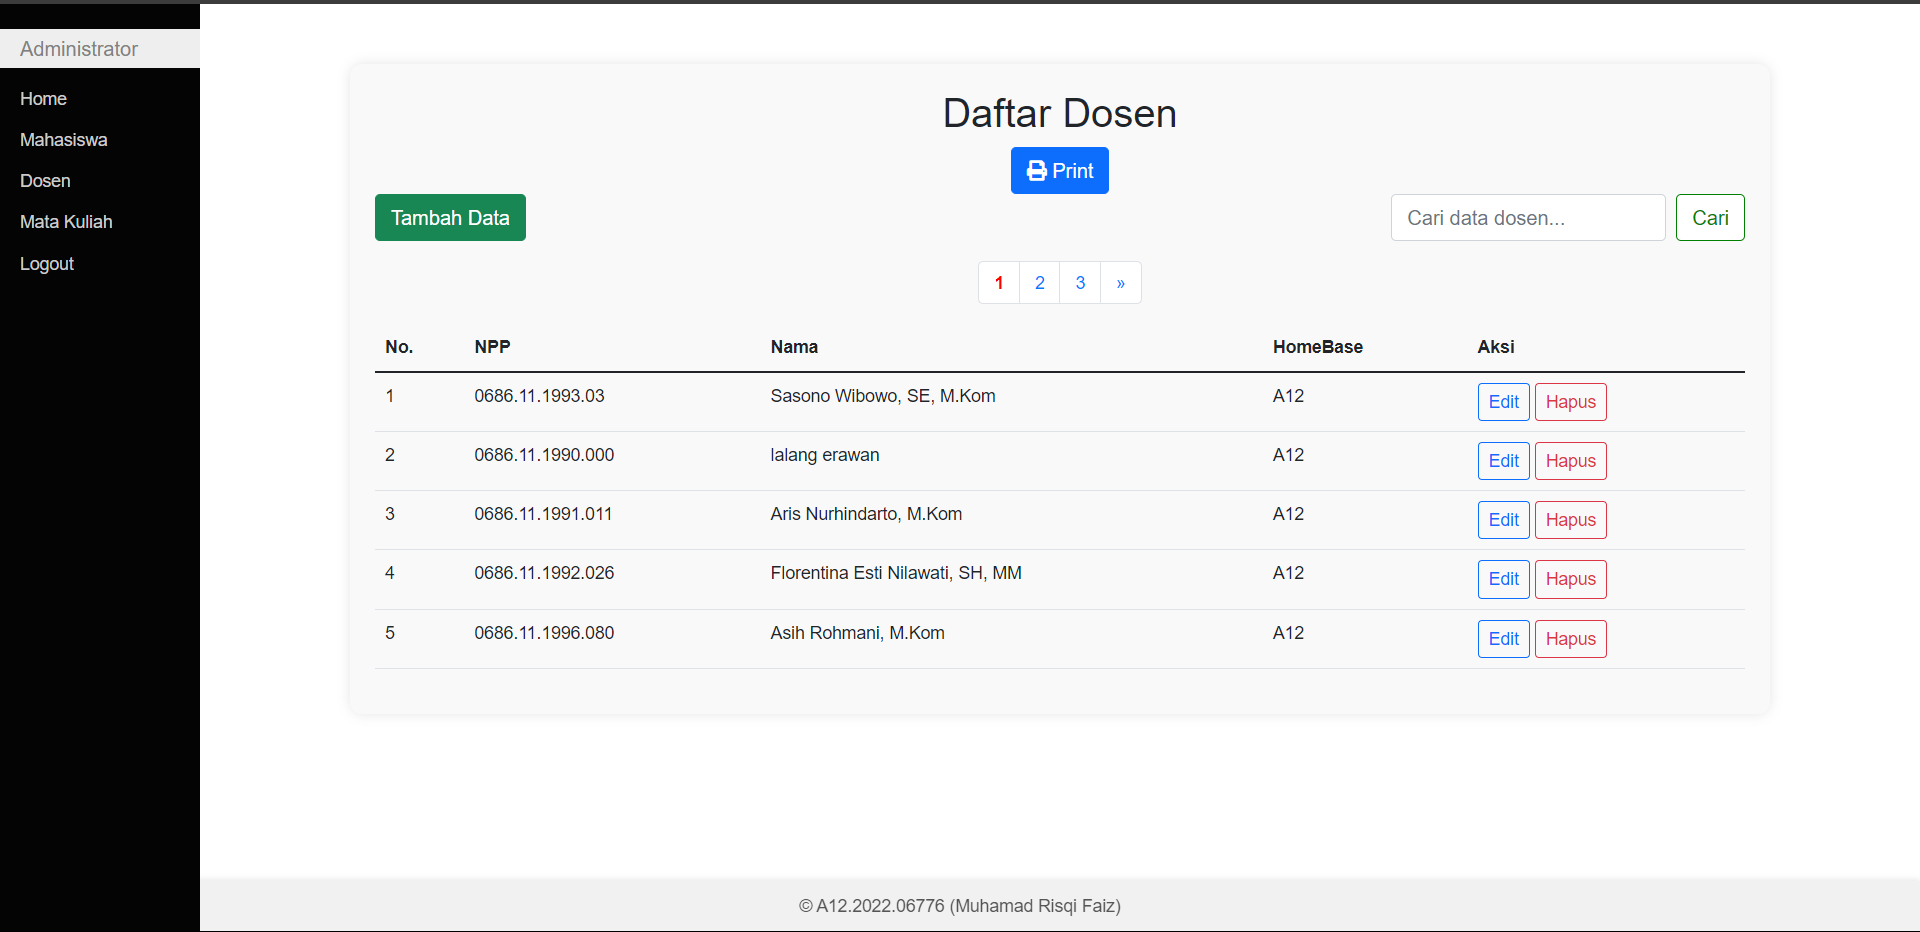 Administrator
Home
Mahasiswa
Dosen
Mata Kuliah
Logout
Daftar Dosen
Print
Tambah Data
Cari data dosen... Cari
1 2 3 »
No. NPP Nama HomeBase Aksi
1 0686.11.1993.03 Sasono Wibowo, SE, M.Kom A12 Edit Hapus
2 0686.11.1990.000 lalang erawan A12 Edit Hapus
3 0686.11.1991.011 Aris Nurhindarto, M.Kom A12 Edit Hapus
4 0686.11.1992.026 Florentina Esti Nilawati, SH, MM A12 Edit Hapus
5 0686.11.1996.080 Asih Rohmani, M.Kom A12 Edit Hapus
© A12.2022.06776 (Muhamad Risqi Faiz)